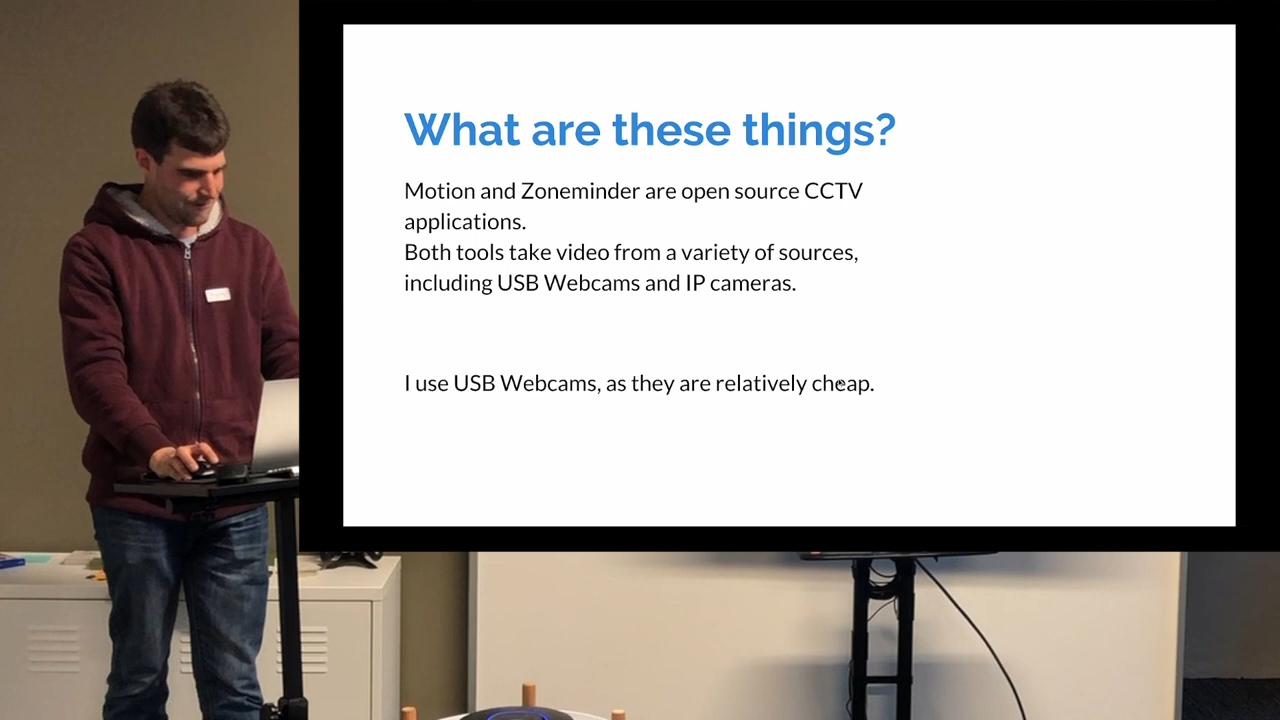 What are these things?
Motion and Zoneminder are open source CCTV
applications.
Both tools take video from a variety of sources,
including USB Webcams and IP cameras.
I use USB Webcams, as they are relatively cheap.